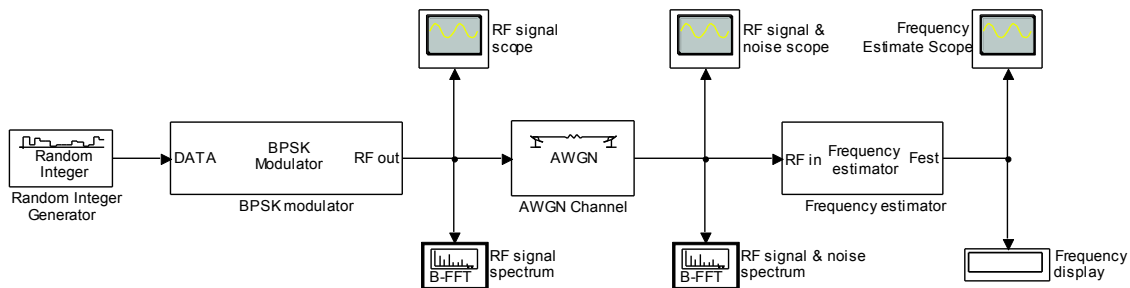 RF signal
scope
RF signal &
noise scope
Frequency
Estimate Scope
Random
Integer
Random Integer
Generator
DATA
BPSK
Modulator
RF out
BPSK modulator
AWGN
AWGN Channel
RF in
Frequency
estimator
Fest
Frequency estimator
B-FFT
RF signal
spectrum
B-FFT
RF signal & noise
spectrum
Frequency
display